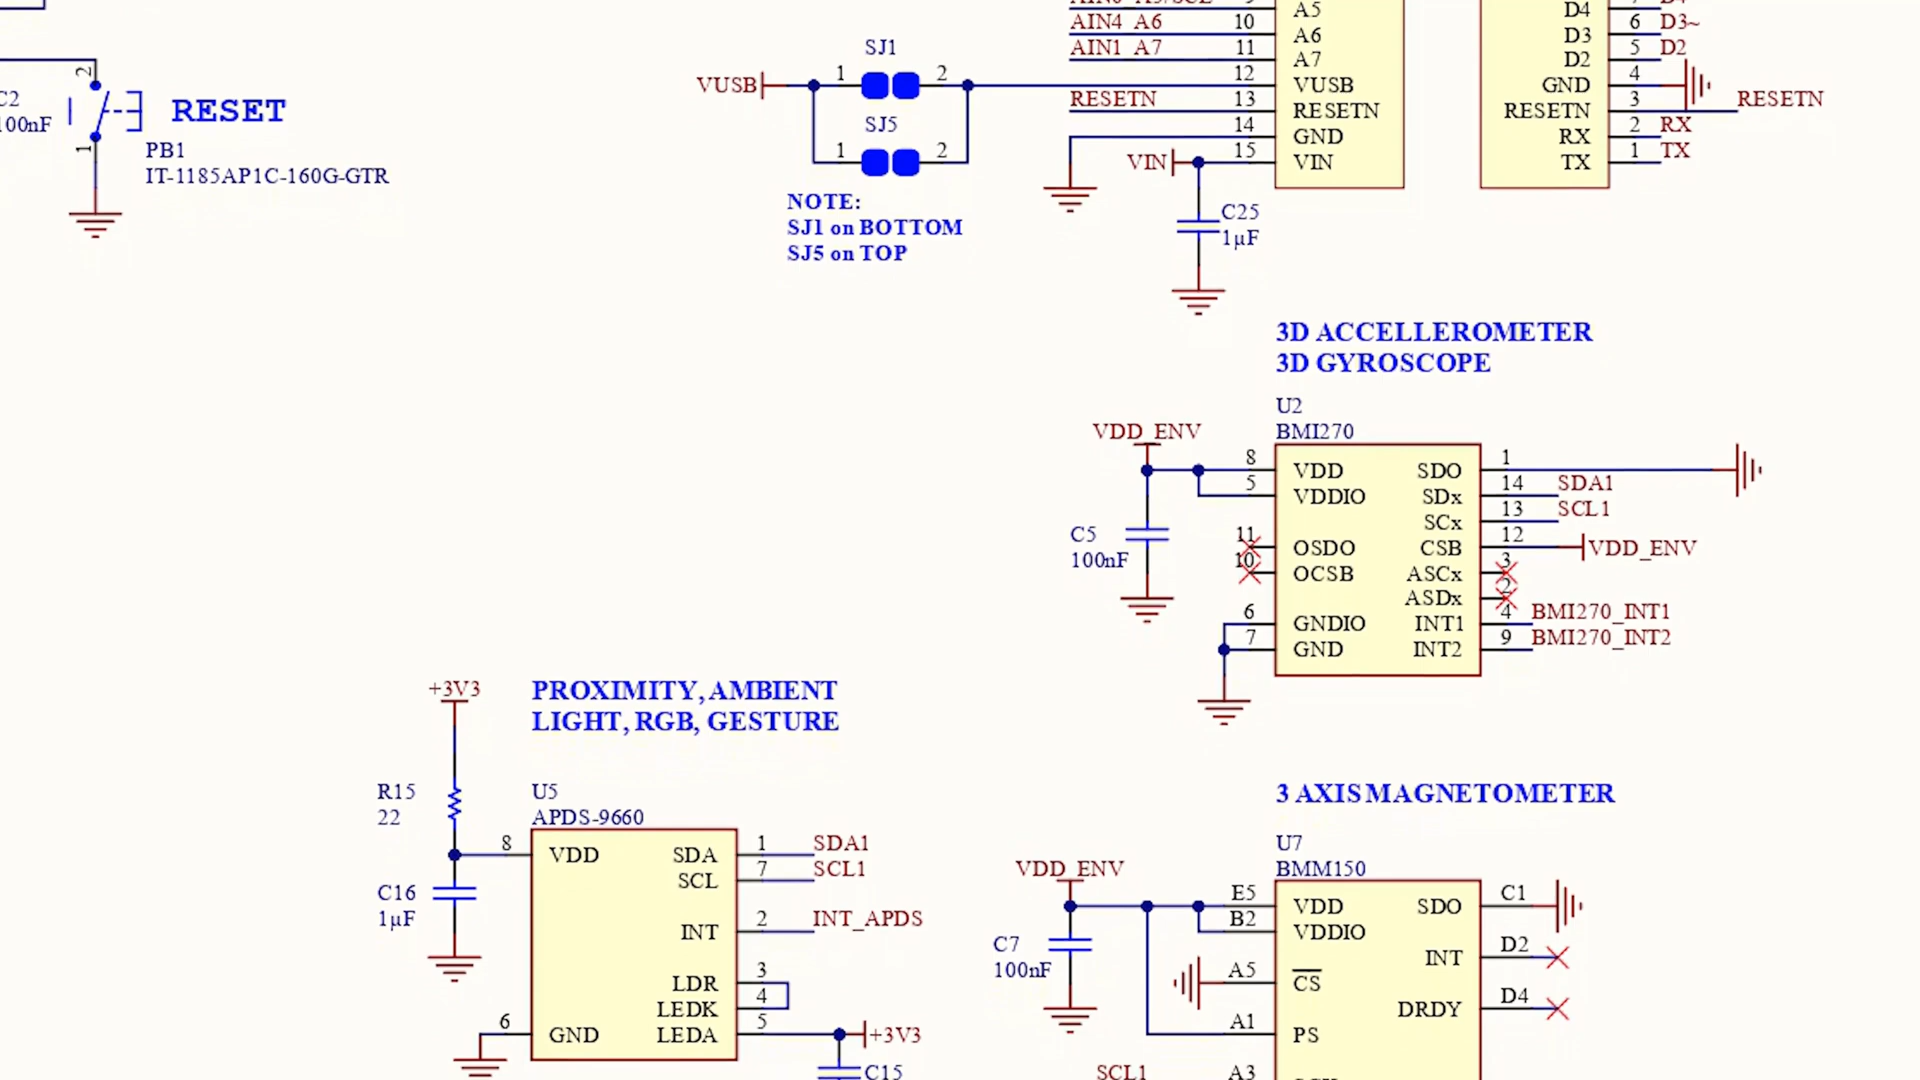 A5
AIN4 A6 10 A6
AIN1 A7 11 A7
12 VUSB
RESETN 13 RESETN
14 GND
VIN 15 VIN
D4
D3 6 D3~
D2 5 D2
GND 4
RESETN 3 RESETN
RX 2 RX
TX 1 TX
2
C2
100nF
RESET
1
PB1
IT-1185AP1C-160G-GTR
SJ1
VUSB 1 2
SJ5
1 2
NOTE:
SJ1 on BOTTOM
SJ5 on TOP
C25
1µF
3D ACCELLEROMETER
3D GYROSCOPE
U2
BMI270
VDD_ENV
8 VDD SDO 1
5 VDDIO SDx 14 SDA1
SCx 13 SCL1
C5
100nF
11 OSDO CSB 12 VDD_ENV
10 OCSB ASCx 3
ASDx 2
6 GNDIO INT1 4 BMI270_INT1
7 GND INT2 9 BMI270_INT2
+3V3
PROXIMITY, AMBIENT
LIGHT, RGB, GESTURE
R15
22
U5
APDS-9660
8 VDD SDA 1 SDA1
SCL 7 SCL1
C16
1µF
INT 2 INT_APDS
LDR 3
LEDK 4
6 GND LEDA 5 +3V3
C15
3 AXIS MAGNETOMETER
U7
BMM150
VDD_ENV
E5 VDD SDO C1
B2 VDDIO
C7
100nF
INT D2
A5 CS
DRDY D4
A1 PS
SCL1 A3